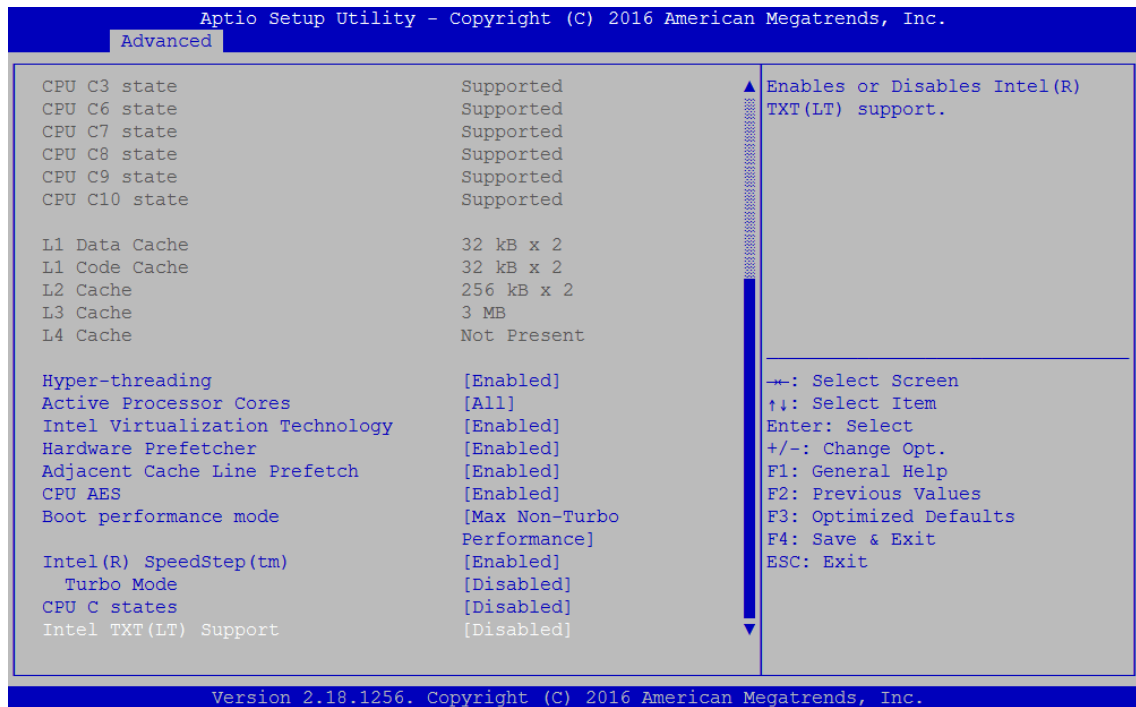 Aptio Setup Utility - Copyright (C) 2016 American Megatrends, Inc.
Advanced
CPU C3 state Supported
CPU C6 state Supported
CPU C7 state Supported
CPU C8 state Supported
CPU C9 state Supported
CPU C10 state Supported
L1 Data Cache 32 kB x 2
L1 Code Cache 32 kB x 2
L2 Cache 256 kB x 2
L3 Cache 3 MB
L4 Cache Not Present
Hyper-threading [Enabled]
Active Processor Cores [All]
Intel Virtualization Technology [Enabled]
Hardware Prefetcher [Enabled]
Adjacent Cache Line Prefetch [Enabled]
CPU AES [Enabled]
Boot performance mode [Max Non-Turbo
Performance]
Intel(R) SpeedStep(tm) [Enabled]
Turbo Mode [Disabled]
CPU C states [Disabled]
Intel TXT(LT) Support [Disabled]
Enables or Disables Intel(R)
TXT(LT) support.
→←: Select Screen
↑↓: Select Item
Enter: Select
+/-: Change Opt.
F1: General Help
F2: Previous Values
F3: Optimized Defaults
F4: Save & Exit
ESC: Exit
Version 2.18.1256. Copyright (C) 2016 American Megatrends, Inc.